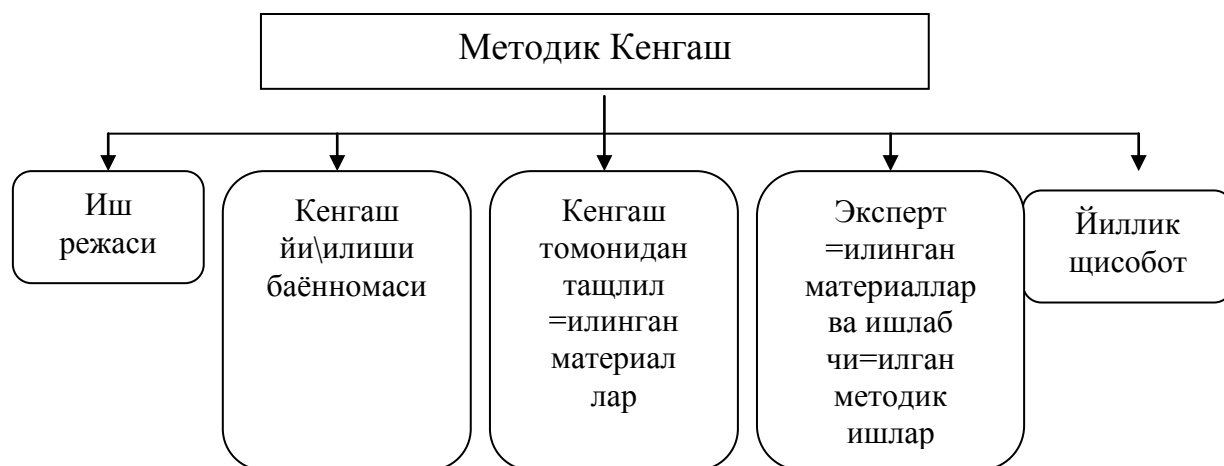 Методик Кенгаш
Иш
режаси
Кенгаш
йи\илиши
баённомаси
Кенгаш
томонидан
тащлил
=илинган
материал
лар
Эксперт
=илинган
материаллар
ва ишлаб
чи=илган
методик
ишлар
Йиллик
щисобот